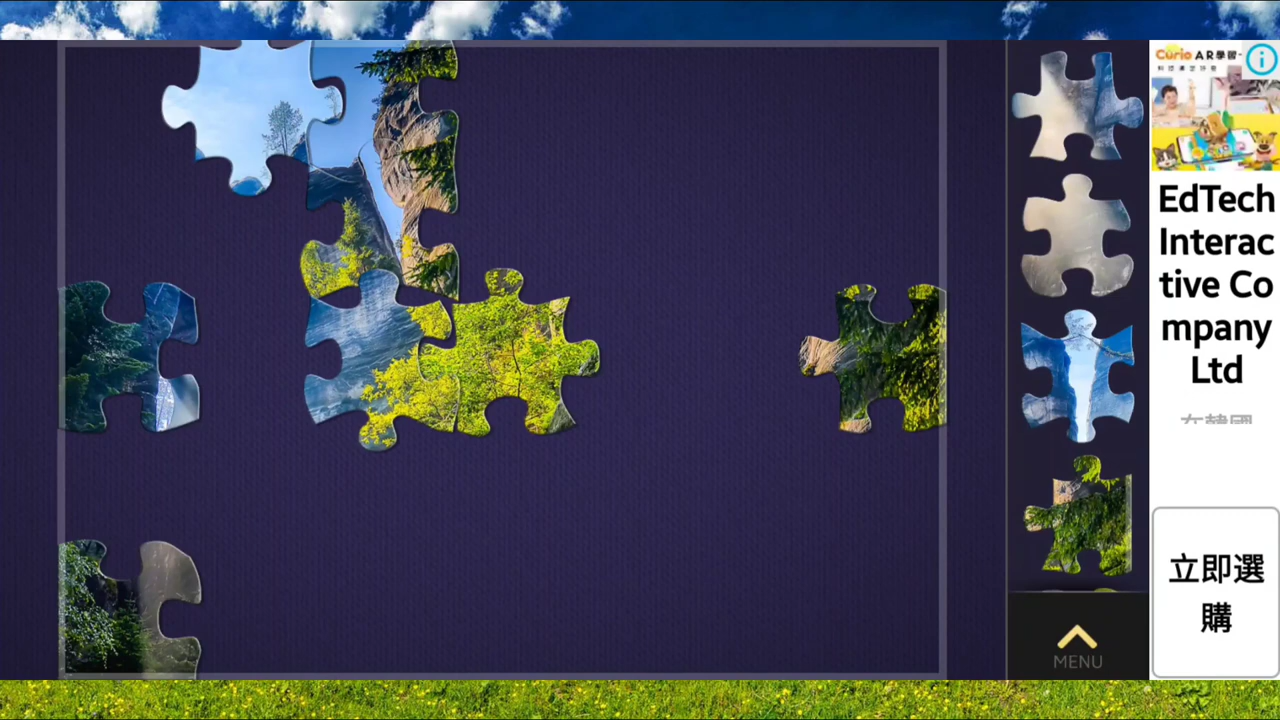 Curio AR學習
EdTech
Interac
tive Co
mpany
Ltd
立即選
購
MENU